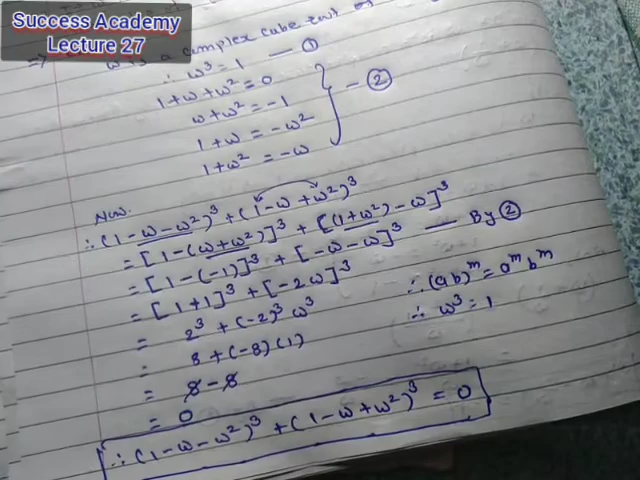 Success Academy
Lecture 27
⇒ w is a complex cube root of
∴ ω³ = 1 — ①
1+ω+ω² = 0
ω+ω² = -1
1+ω = -ω²
1+ω² = -ω
} — ②
Now.
∴ (1-ω-ω²)³ + (1-ω+ω²)³
= [1-(ω+ω²)]³ + [(1+ω²)-ω]³
= [1-(-1)]³ + [-ω-ω]³ — By ②
= [1+1]³ + [-2ω]³
= 2³ + (-2)³ ω³ ∴ (ab)ᵐ = aᵐ bᵐ
= 8 + (-8) (1) ∴ ω³ = 1
= 8 - 8
= 0
∴ (1-ω-ω²)³ + (1-ω+ω²)³ = 0